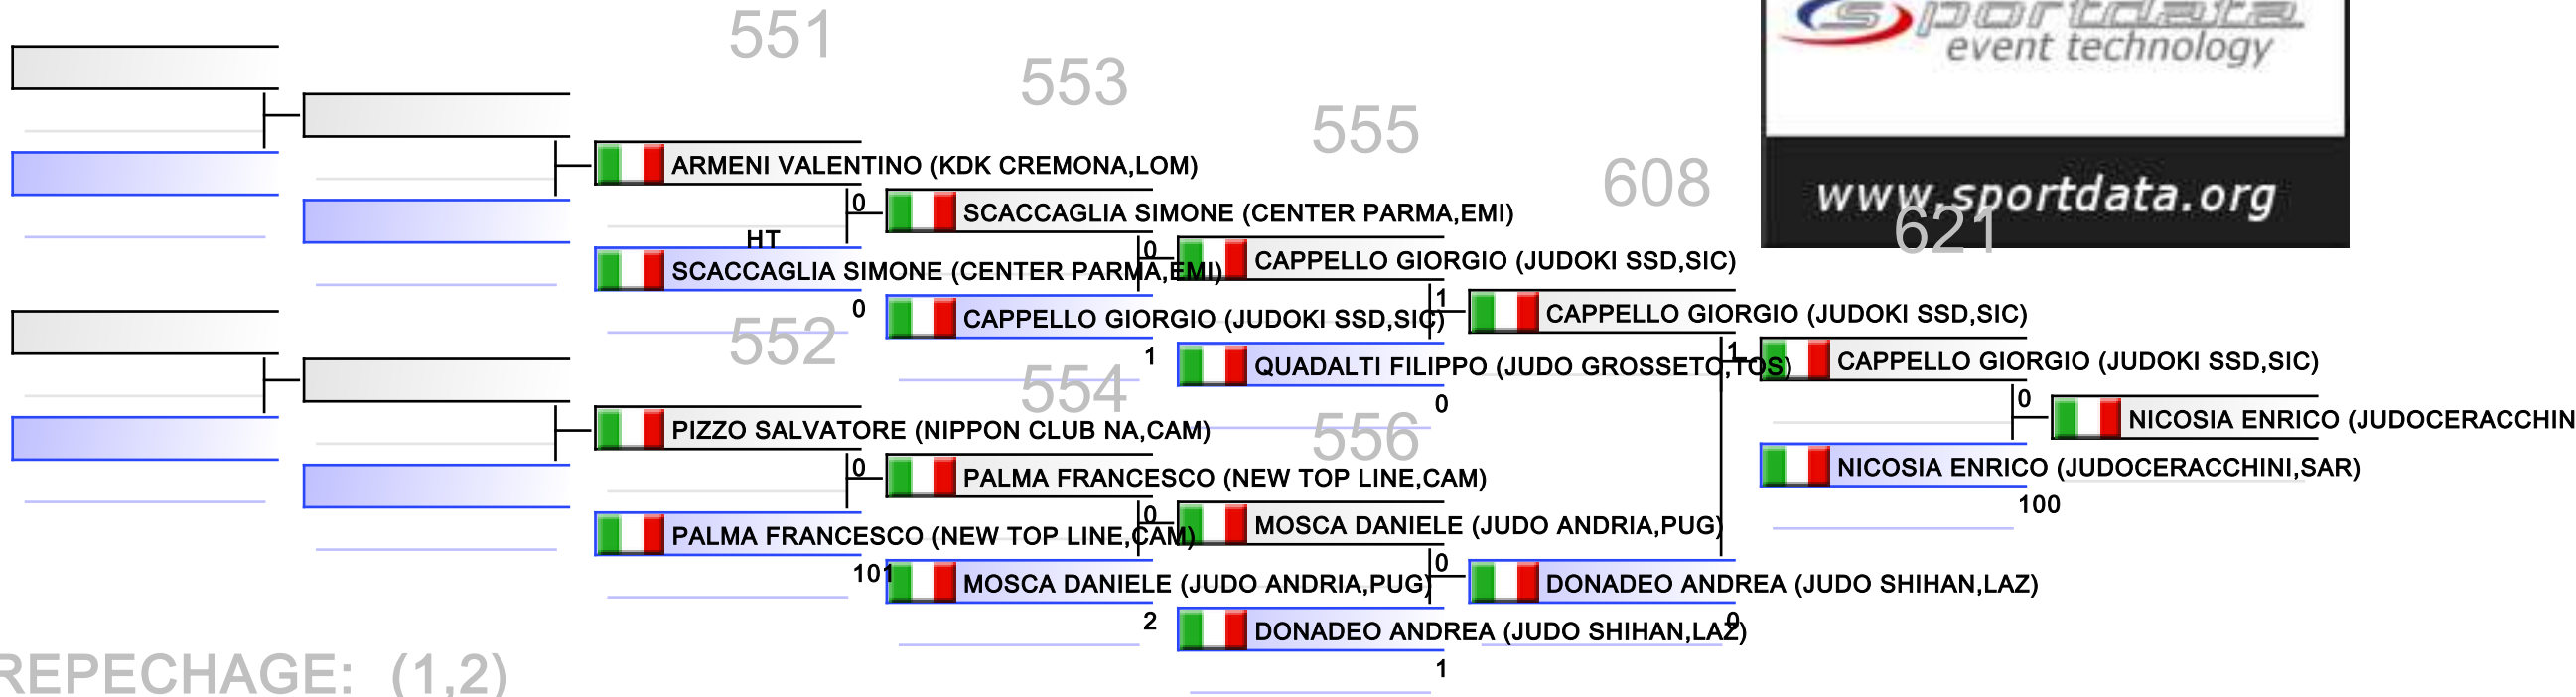 551
sportdata
event technology
553
555
ARMENI VALENTINO (KDK CREMONA,LOM)
608
www.sportdata.org
0
SCACCAGLIA SIMONE (CENTER PARMA,EMI)
621
HT
0
CAPPELLO GIORGIO (JUDOKI SSD,SIC)
SCACCAGLIA SIMONE (CENTER PARMA,EMI)
0
1
CAPPELLO GIORGIO (JUDOKI SSD,SIC)
CAPPELLO GIORGIO (JUDOKI SSD,SIC)
552
1
1
CAPPELLO GIORGIO (JUDOKI SSD,SIC)
QUADALTI FILIPPO (JUDO GROSSETO,TOS)
554
0
0
NICOSIA ENRICO (JUDOCERACCHIN
PIZZO SALVATORE (NIPPON CLUB NA,CAM)
556
0
PALMA FRANCESCO (NEW TOP LINE,CAM)
NICOSIA ENRICO (JUDOCERACCHINI,SAR)
100
0
MOSCA DANIELE (JUDO ANDRIA,PUG)
PALMA FRANCESCO (NEW TOP LINE,CAM)
101
0
MOSCA DANIELE (JUDO ANDRIA,PUG)
DONADEO ANDREA (JUDO SHIHAN,LAZ)
2
0
DONADEO ANDREA (JUDO SHIHAN,LAZ)
1
REPECHAGE: (1,2)